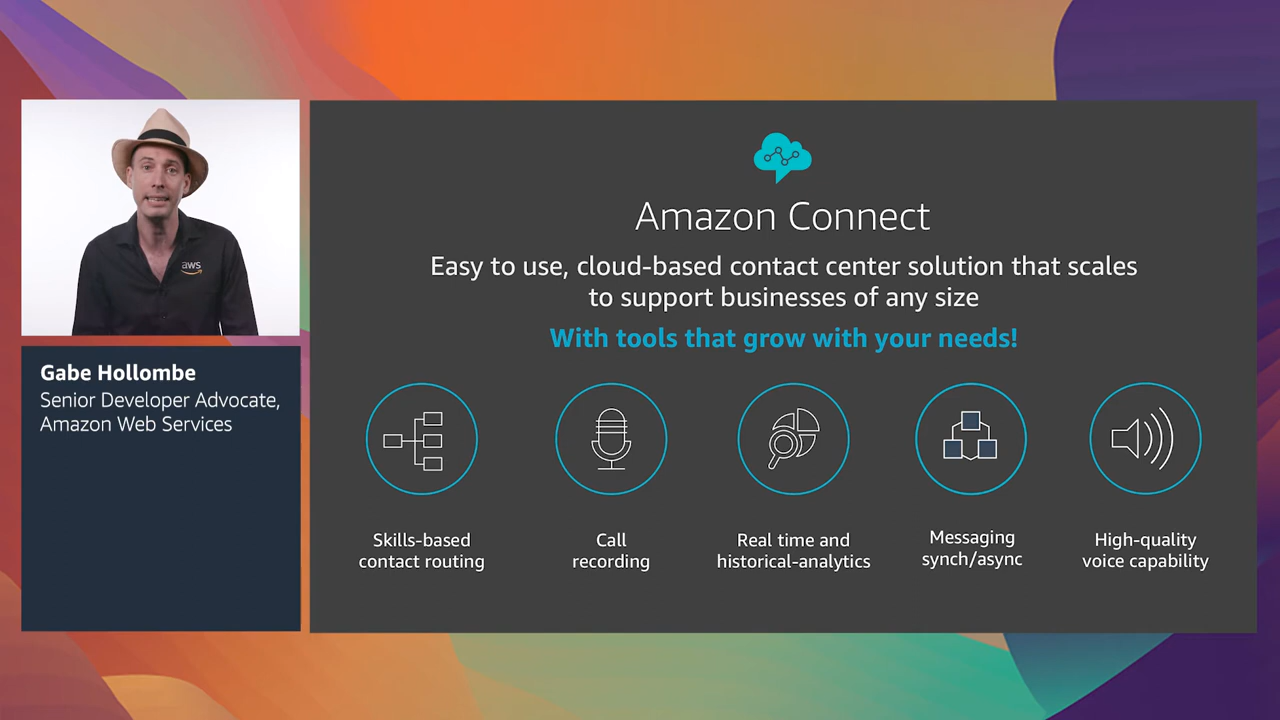 aws
Gabe Hollombe
Senior Developer Advocate,
Amazon Web Services
Amazon Connect
Easy to use, cloud-based contact center solution that scales
to support businesses of any size
With tools that grow with your needs!
Skills-based
contact routing
Call
recording
Real time and
historical-analytics
Messaging
synch/async
High-quality
voice capability